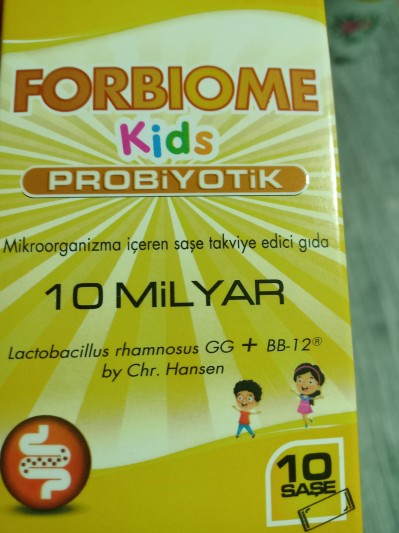 FORBIOME
Kids
PROBiYOTiK
Mikroorganizma içeren saşe takviye edici gıda
10 MiLYAR
Lactobacillus rhamnosus GG + BB-12®
by Chr. Hansen
10
SAŞE